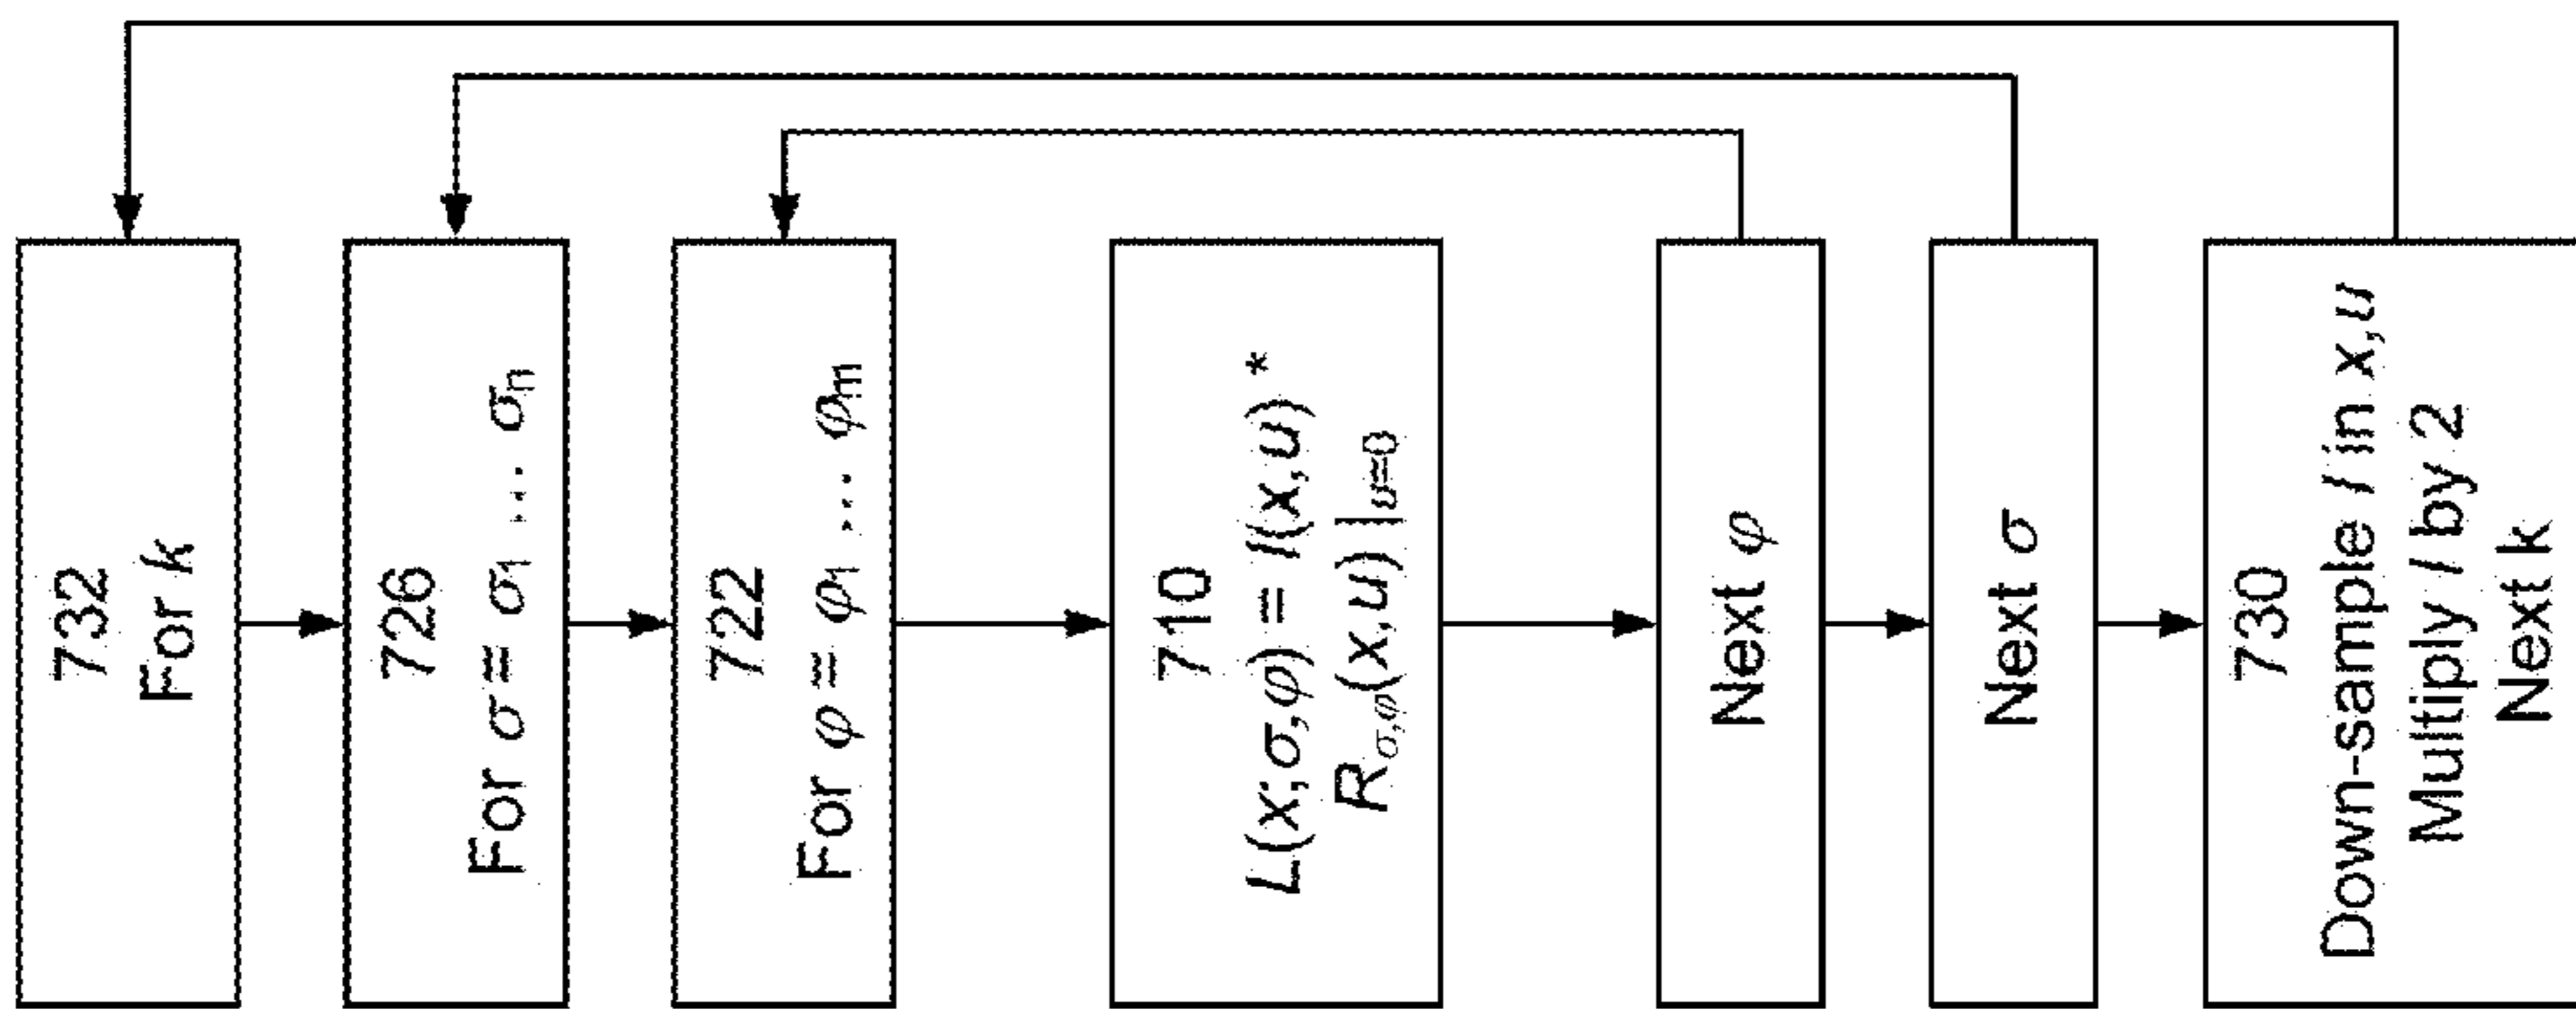 732
For k
726
For σ = σ₁ ... σₙ
722
For φ = φ₁ ... φₘ
710
L(x;σ,φ) = I(x,u) *
R_{σ,φ}(x,u) |_{u=0}
Next φ
Next σ
730
Down-sample I in x,u
Multiply I by 2
Next k